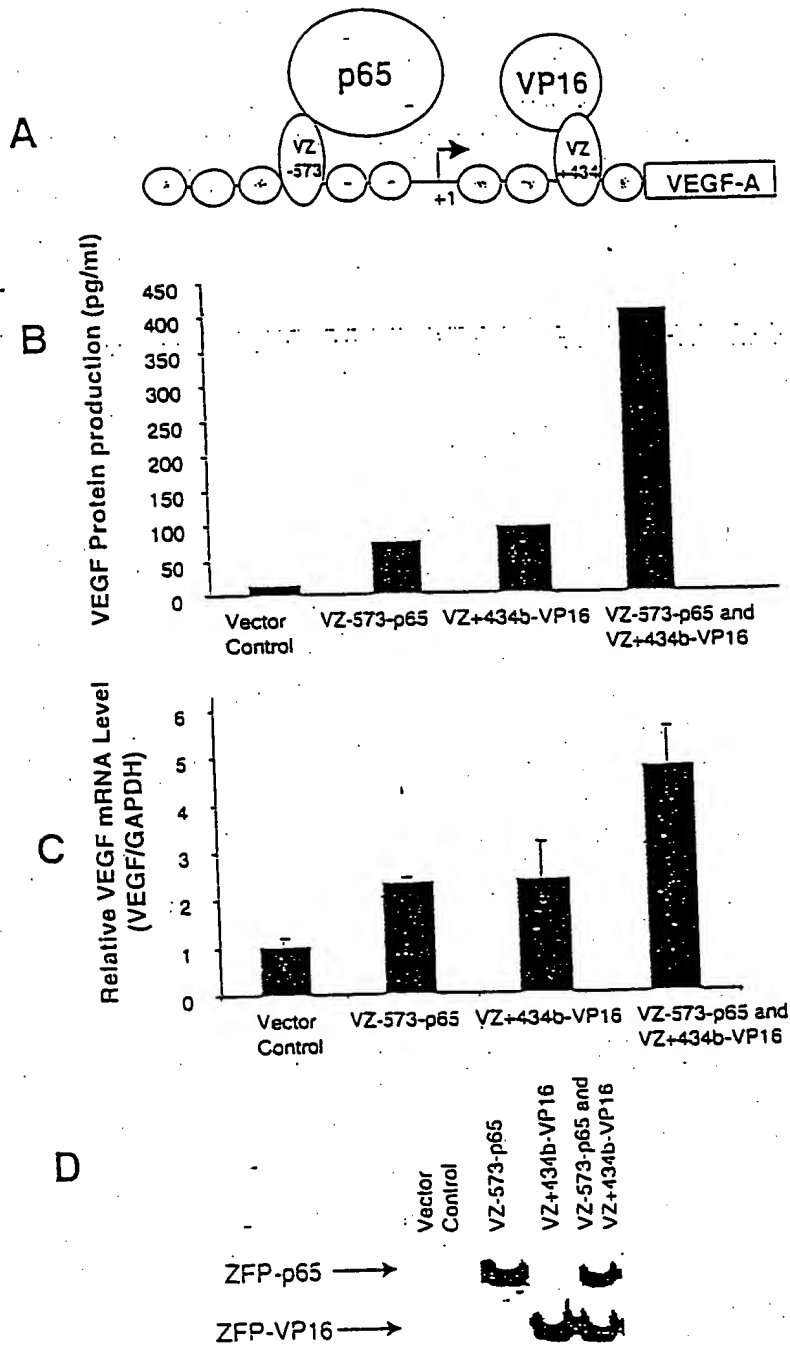 A
p65
VP16
VZ
-573
VZ
+434
+1
VEGF-A
B
VEGF Protein production (pg/ml)
450
400
350
300
250
200
150
100
50
0
Vector
Control
VZ-573-p65
VZ+434b-VP16
VZ-573-p65 and
VZ+434b-VP16
C
Relative VEGF mRNA Level
(VEGF/GAPDH)
6
5
4
3
2
1
0
Vector
Control
VZ-573-p65
VZ+434b-VP16
VZ-573-p65 and
VZ+434b-VP16
D
Vector
Control
VZ-573-p65
VZ+434b-VP16
VZ-573-p65 and
VZ+434b-VP16
ZFP-p65
ZFP-VP16